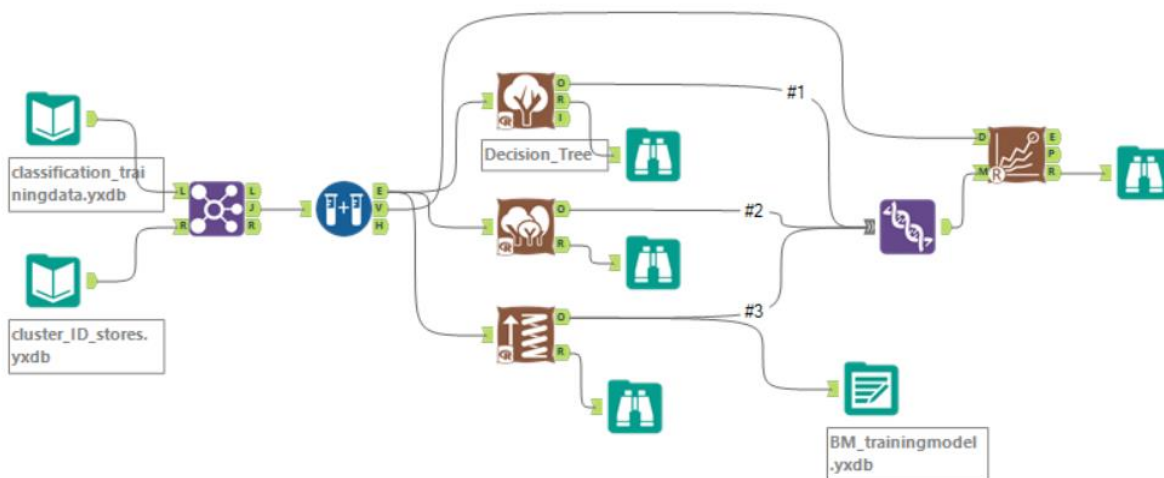 #1
O
R
I
Decision_Tree
classification_trai
ningdata.yxdb
L
R
L
J
R
E
V
H
#2
O
R
D
M
R
E
P
R
cluster_ID_stores.
yxdb
#3
O
R
BM_trainingmodel
.yxdb